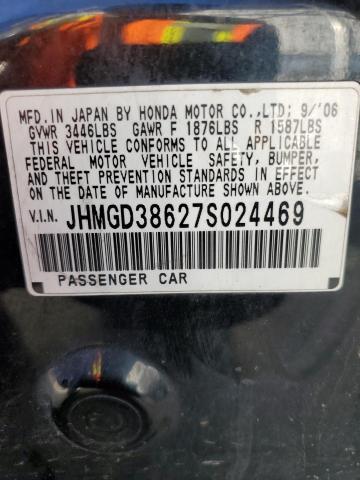 MFD. IN JAPAN BY HONDA MOTOR CO.,LTD; 9/'06
GVWR 3446LBS GAWR F 1876LBS R 1587LBS
THIS VEHICLE CONFORMS TO ALL APPLICABLE
FEDERAL MOTOR VEHICLE SAFETY, BUMPER,
AND THEFT PREVENTION STANDARDS IN EFFECT
ON THE DATE OF MANUFACTURE SHOWN ABOVE.
V.I.N. JHMGD38627S024469
PASSENGER CAR